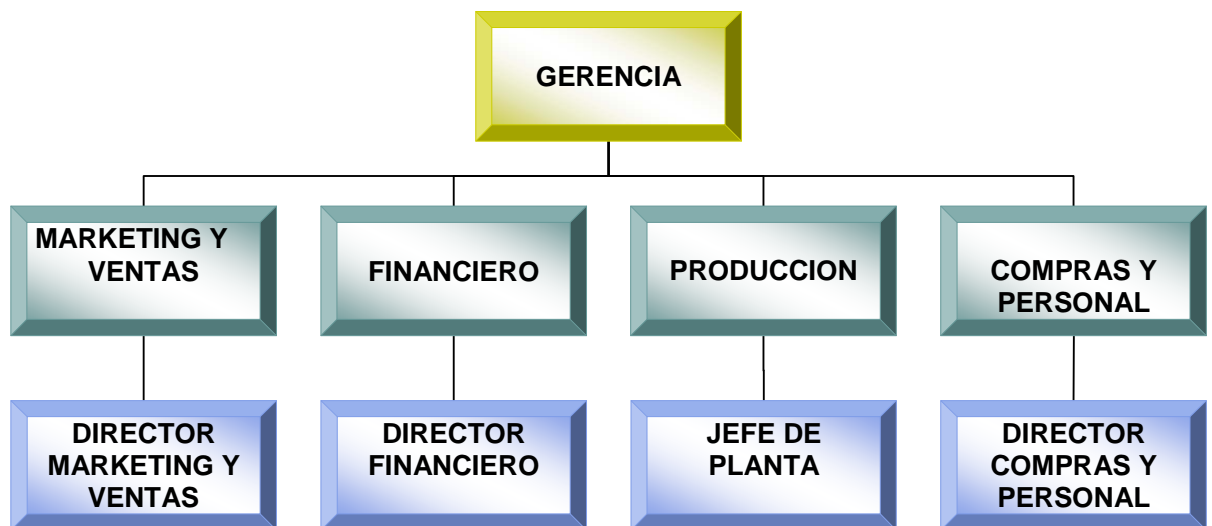 GERENCIA
MARKETING Y
VENTAS
FINANCIERO
PRODUCCION
COMPRAS Y
PERSONAL
DIRECTOR
MARKETING Y
VENTAS
DIRECTOR
FINANCIERO
JEFE DE
PLANTA
DIRECTOR
COMPRAS Y
PERSONAL